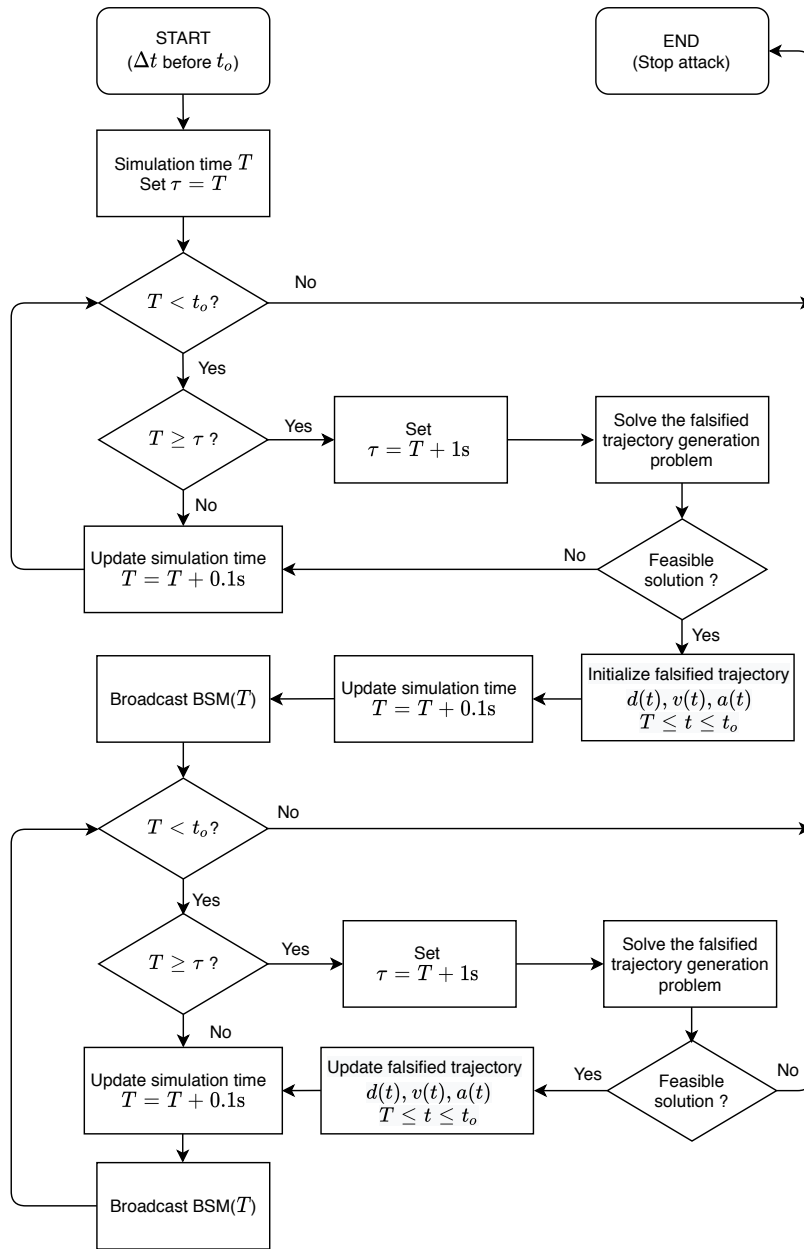 START
(Δt before t_o)
END
(Stop attack)
Simulation time T
Set τ = T
T < t_o?
No
Yes
T ≥ τ ?
Yes
Set
τ = T + 1s
Solve the falsified
trajectory generation
problem
No
Update simulation time
T = T + 0.1s
No
Feasible
solution ?
Yes
Broadcast BSM(T)
Update simulation time
T = T + 0.1s
Initialize falsified trajectory
d(t), v(t), a(t)
T ≤ t ≤ t_o
T < t_o?
No
Yes
T ≥ τ ?
Yes
Set
τ = T + 1s
Solve the falsified
trajectory generation
problem
No
Update simulation time
T = T + 0.1s
Update falsified trajectory
d(t), v(t), a(t)
T ≤ t ≤ t_o
Yes
Feasible
solution ?
No
Broadcast BSM(T)